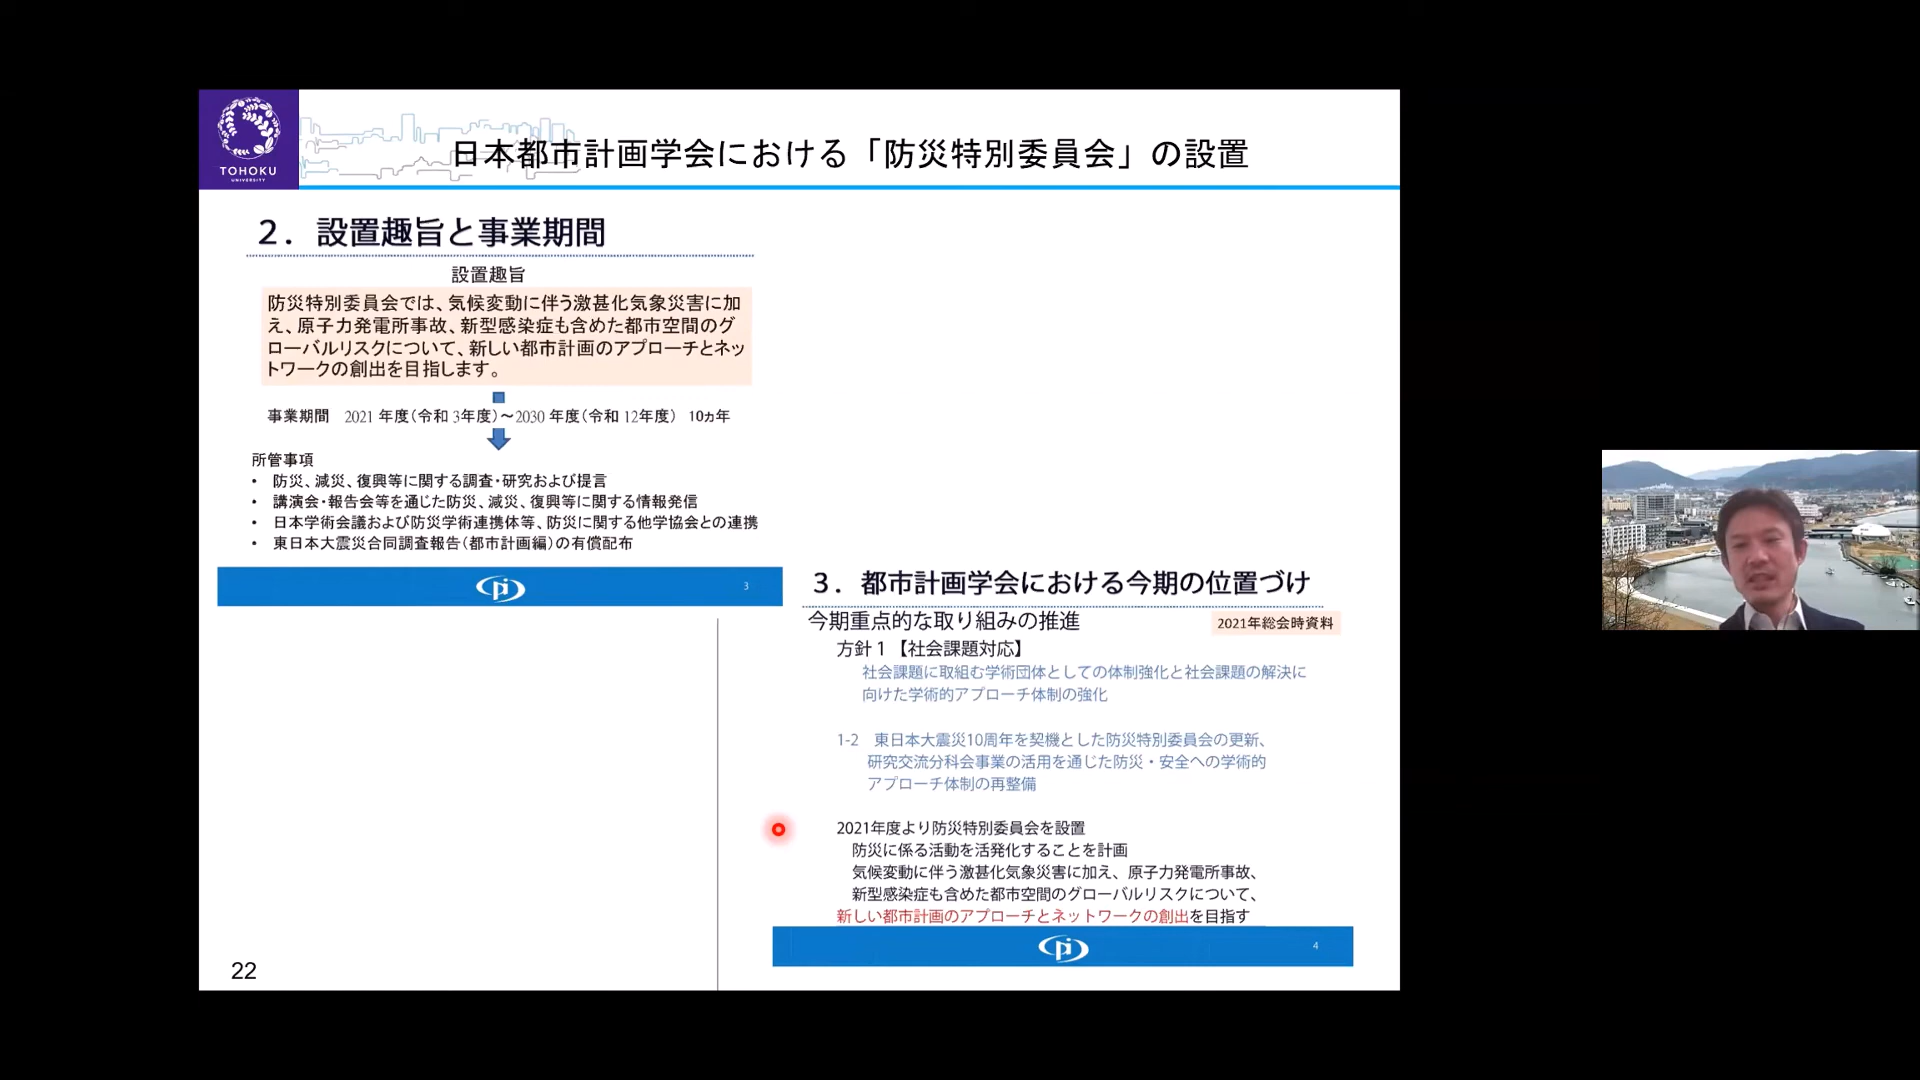 TOHOKU
UNIVERSITY
日本都市計画学会における「防災特別委員会」の設置
２．設置趣旨と事業期間
設置趣旨
防災特別委員会では、気候変動に伴う激甚化気象災害に加
え、原子力発電所事故、新型感染症も含めた都市空間のグ
ローバルリスクについて、新しい都市計画のアプローチとネッ
トワークの創出を目指します。
事業期間　2021 年度（令和 3年度）～2030 年度（令和 12年度）　10ヵ年
所管事項
• 防災、減災、復興等に関する調査・研究および提言
• 講演会・報告会等を通じた防災、減災、復興等に関する情報発信
• 日本学術会議および防災学術連携体等、防災に関する他学協会との連携
• 東日本大震災合同調査報告（都市計画編）の有償配布
3
３．都市計画学会における今期の位置づけ
今期重点的な取り組みの推進
2021年総会時資料
方針１【社会課題対応】
社会課題に取組む学術団体としての体制強化と社会課題の解決に
向けた学術的アプローチ体制の強化
1-2　東日本大震災10周年を契機とした防災特別委員会の更新、
研究交流分科会事業の活用を通じた防災・安全への学術的
アプローチ体制の再整備
2021年度より防災特別委員会を設置
防災に係る活動を活発化することを計画
気候変動に伴う激甚化気象災害に加え、原子力発電所事故、
新型感染症も含めた都市空間のグローバルリスクについて、
新しい都市計画のアプローチとネットワークの創出を目指す
4
22